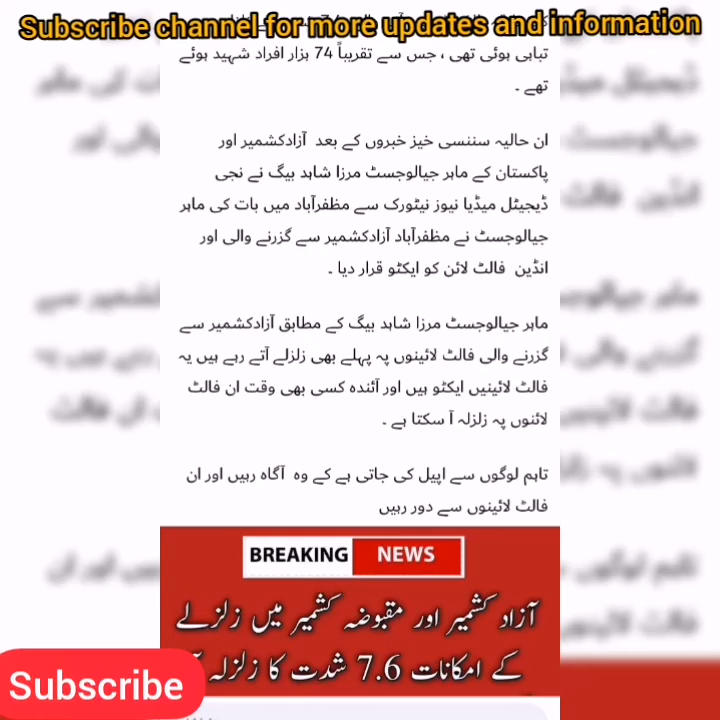 Subscribe channel for more updates and information
تباہی ہوئی تھی ، جس سے تقریباً 74 ہزار افراد شہید ہوئے
تھے ۔
ان حالیہ سننسی خیز خبروں کے بعد آزادکشمیر اور
پاکستان کے ماہر جیالوجسٹ مرزا شاہد بیگ نے نجی
ڈیجیٹل میڈیا نیوز نیٹورک سے مظفرآباد میں بات کی ماہر
جیالوجسٹ نے مظفرآباد آزادکشمیر سے گزرنے والی اور
انڈین فالٹ لائن کو ایکٹو قرار دیا ۔
ماہر جیالوجسٹ مرزا شاہد بیگ کے مطابق آزادکشمیر سے
گزرنے والی فالٹ لائینوں پہ پہلے بھی زلزلے آتے رہے ہیں یہ
فالٹ لائنیں ایکٹو ہیں اور آئندہ کسی بھی وقت ان فالٹ
لائنوں پہ زلزلہ آ سکتا ہے ۔
تاہم لوگوں سے اپیل کی جاتی ہے کے وہ آگاہ رہیں اور ان
فالٹ لائینوں سے دور رہیں
BREAKING NEWS
آزاد کشمیر اور مقبوضہ کشمیر میں زلزلے
کے امکانات 7.6 شدت کا زلزلہ
Subscribe